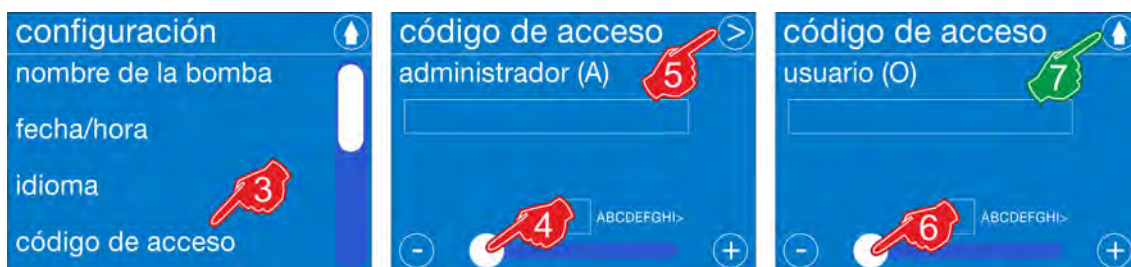 configuración
nombre de la bomba
fecha/hora
idioma
3
código de acceso
código de acceso >
administrador (A)
5
4
ABCDEFGHI>
- +
código de acceso
usuario (O)
7
6
ABCDEFGHI>
- +